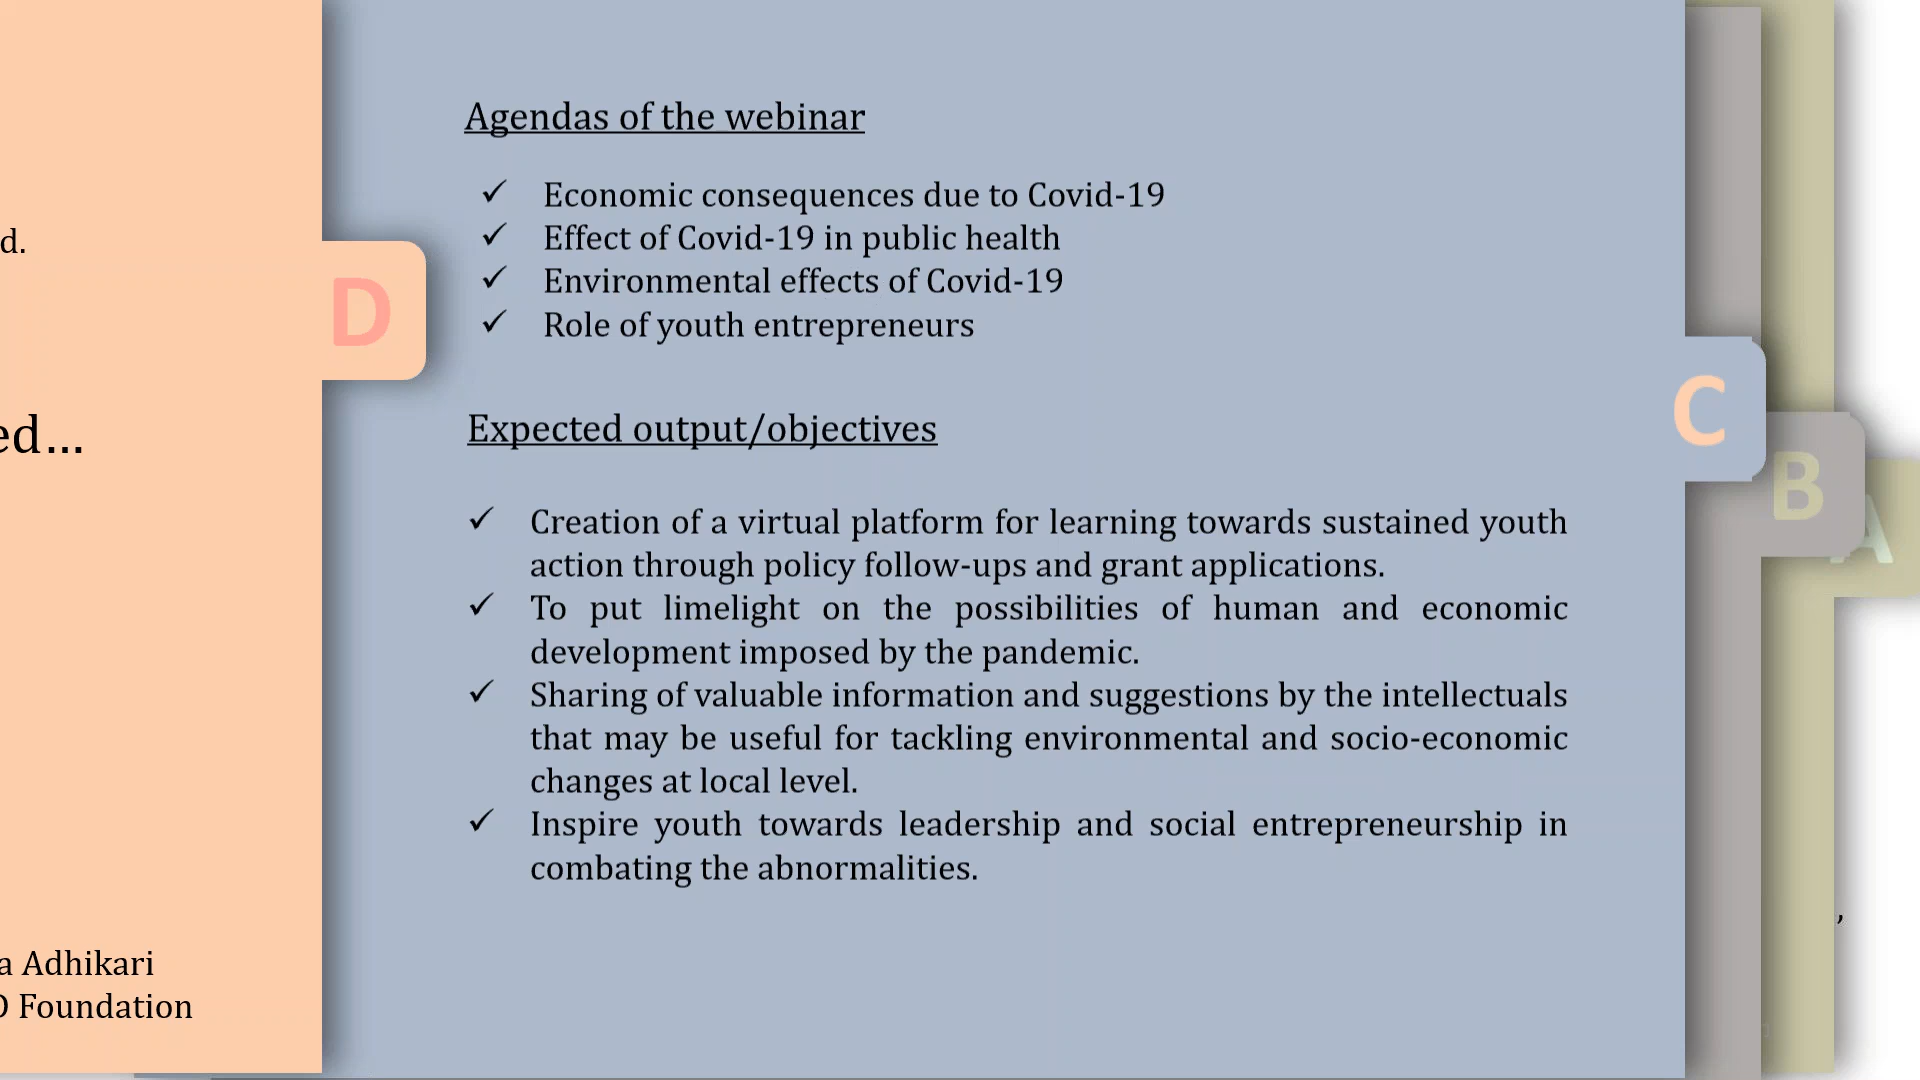 Agendas of the webinar
✓ Economic consequences due to Covid-19
✓ Effect of Covid-19 in public health
✓ Environmental effects of Covid-19
✓ Role of youth entrepreneurs
Expected output/objectives
✓ Creation of a virtual platform for learning towards sustained youth
action through policy follow-ups and grant applications.
✓ To put limelight on the possibilities of human and economic
development imposed by the pandemic.
✓ Sharing of valuable information and suggestions by the intellectuals
that may be useful for tackling environmental and socio-economic
changes at local level.
✓ Inspire youth towards leadership and social entrepreneurship in
combating the abnormalities.
D
C
B
A
d.
ed...
a Adhikari
Foundation
,